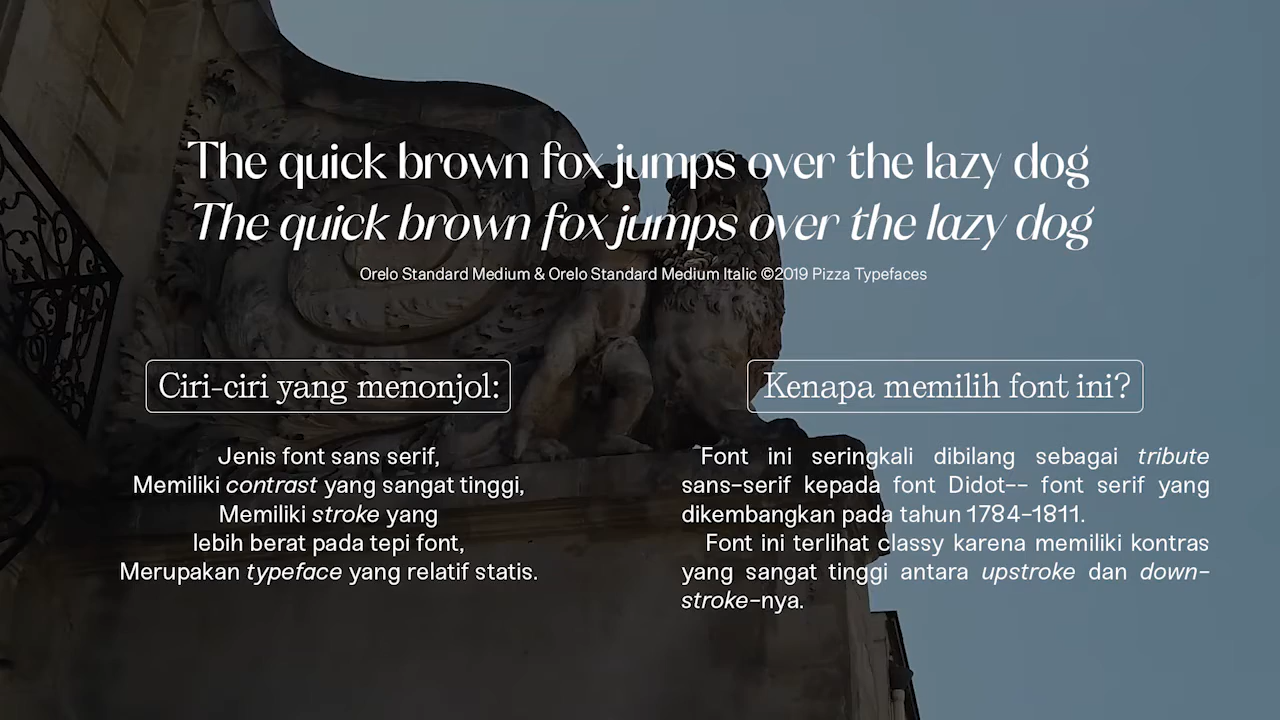 The quick brown fox jumps over the lazy dog
The quick brown fox jumps over the lazy dog
Orelo Standard Medium & Orelo Standard Medium Italic ©2019 Pizza Typefaces
Ciri-ciri yang menonjol:
Jenis font sans serif,
Memiliki contrast yang sangat tinggi,
Memiliki stroke yang
lebih berat pada tepi font,
Merupakan typeface yang relatif statis.
Kenapa memilih font ini?
Font ini seringkali dibilang sebagai tribute
sans-serif kepada font Didot-- font serif yang
dikembangkan pada tahun 1784-1811.
Font ini terlihat classy karena memiliki kontras
yang sangat tinggi antara upstroke dan down-
stroke-nya.